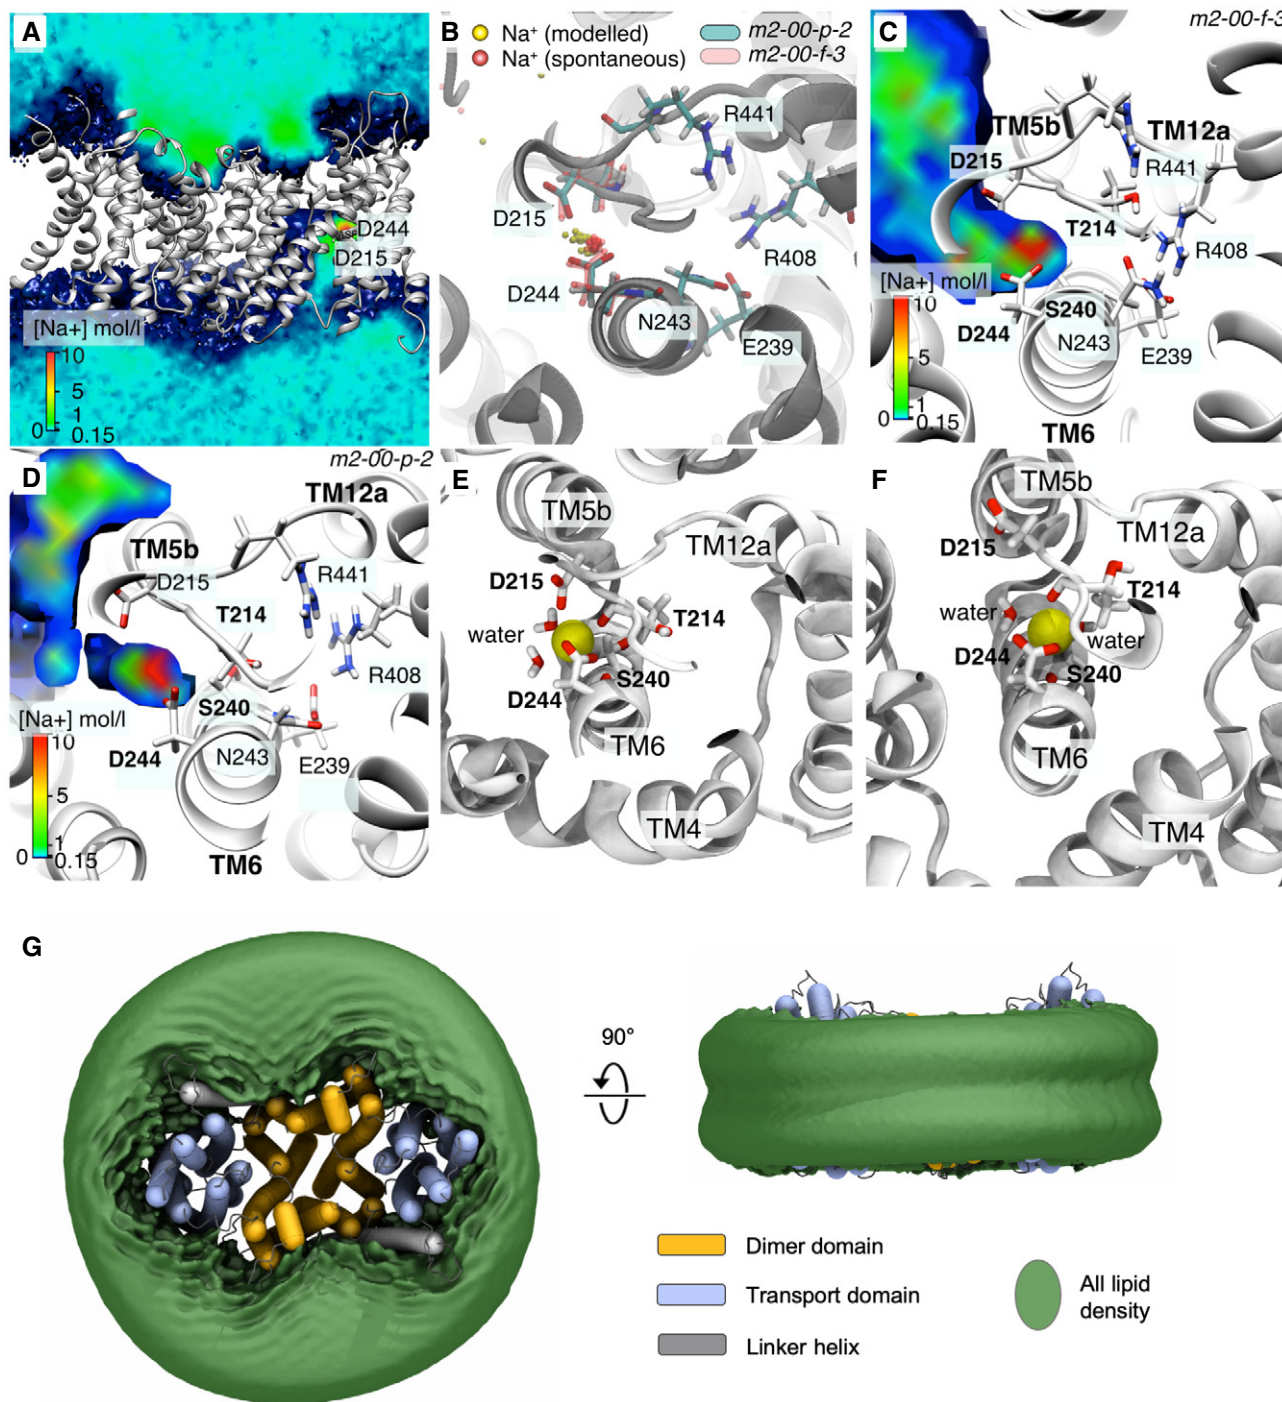 A
D244
ASP
D215
[Na+] mol/l
10
5
1
0
0.15
B
Na⁺ (modelled)
m2-00-p-2
Na⁺ (spontaneous)
m2-00-f-3
R441
D215
R408
D244
N243
E239
C
m2-00-f-3
TM5b
TM12a
D215
R441
T214
R408
[Na+] mol/l
10
5
1
0
0.15
S240
D244
N243
E239
TM6
D
m2-00-p-2
TM12a
TM5b
D215
R441
T214
R408
[Na+] mol/l
10
5
1
0
0.15
S240
D244
N243
E239
TM6
E
TM5b
TM12a
D215
T214
water
S240
D244
TM6
TM4
F
TM5b
TM12a
D215
T214
water
water
D244
S240
TM6
TM4
G
90°
Dimer domain
Transport domain
Linker helix
All lipid
density